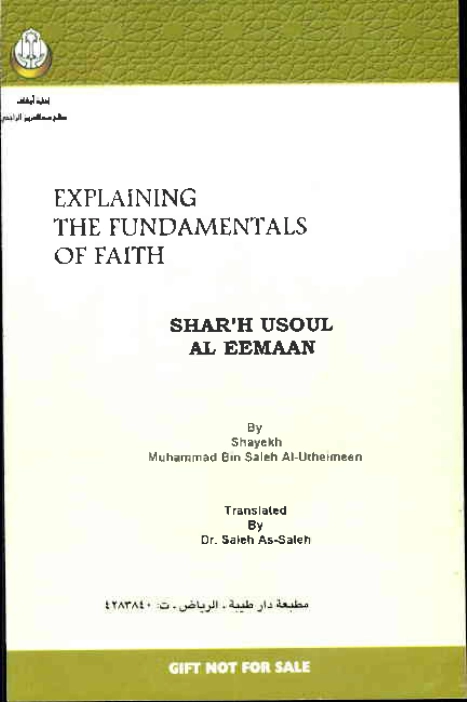 EXPLAINING
THE FUNDAMENTALS
OF FAITH
SHAR'H USOUL
AL EEMAAN
By
Shayekh
Muhammad Bin Saleh Al-Utheimeen
Translated
By
Dr. Saleh As-Saleh
مطبعة دار طيبة ـ الرياض ـ ت: ٤٢٨٣٨٤٠
GIFT NOT FOR SALE